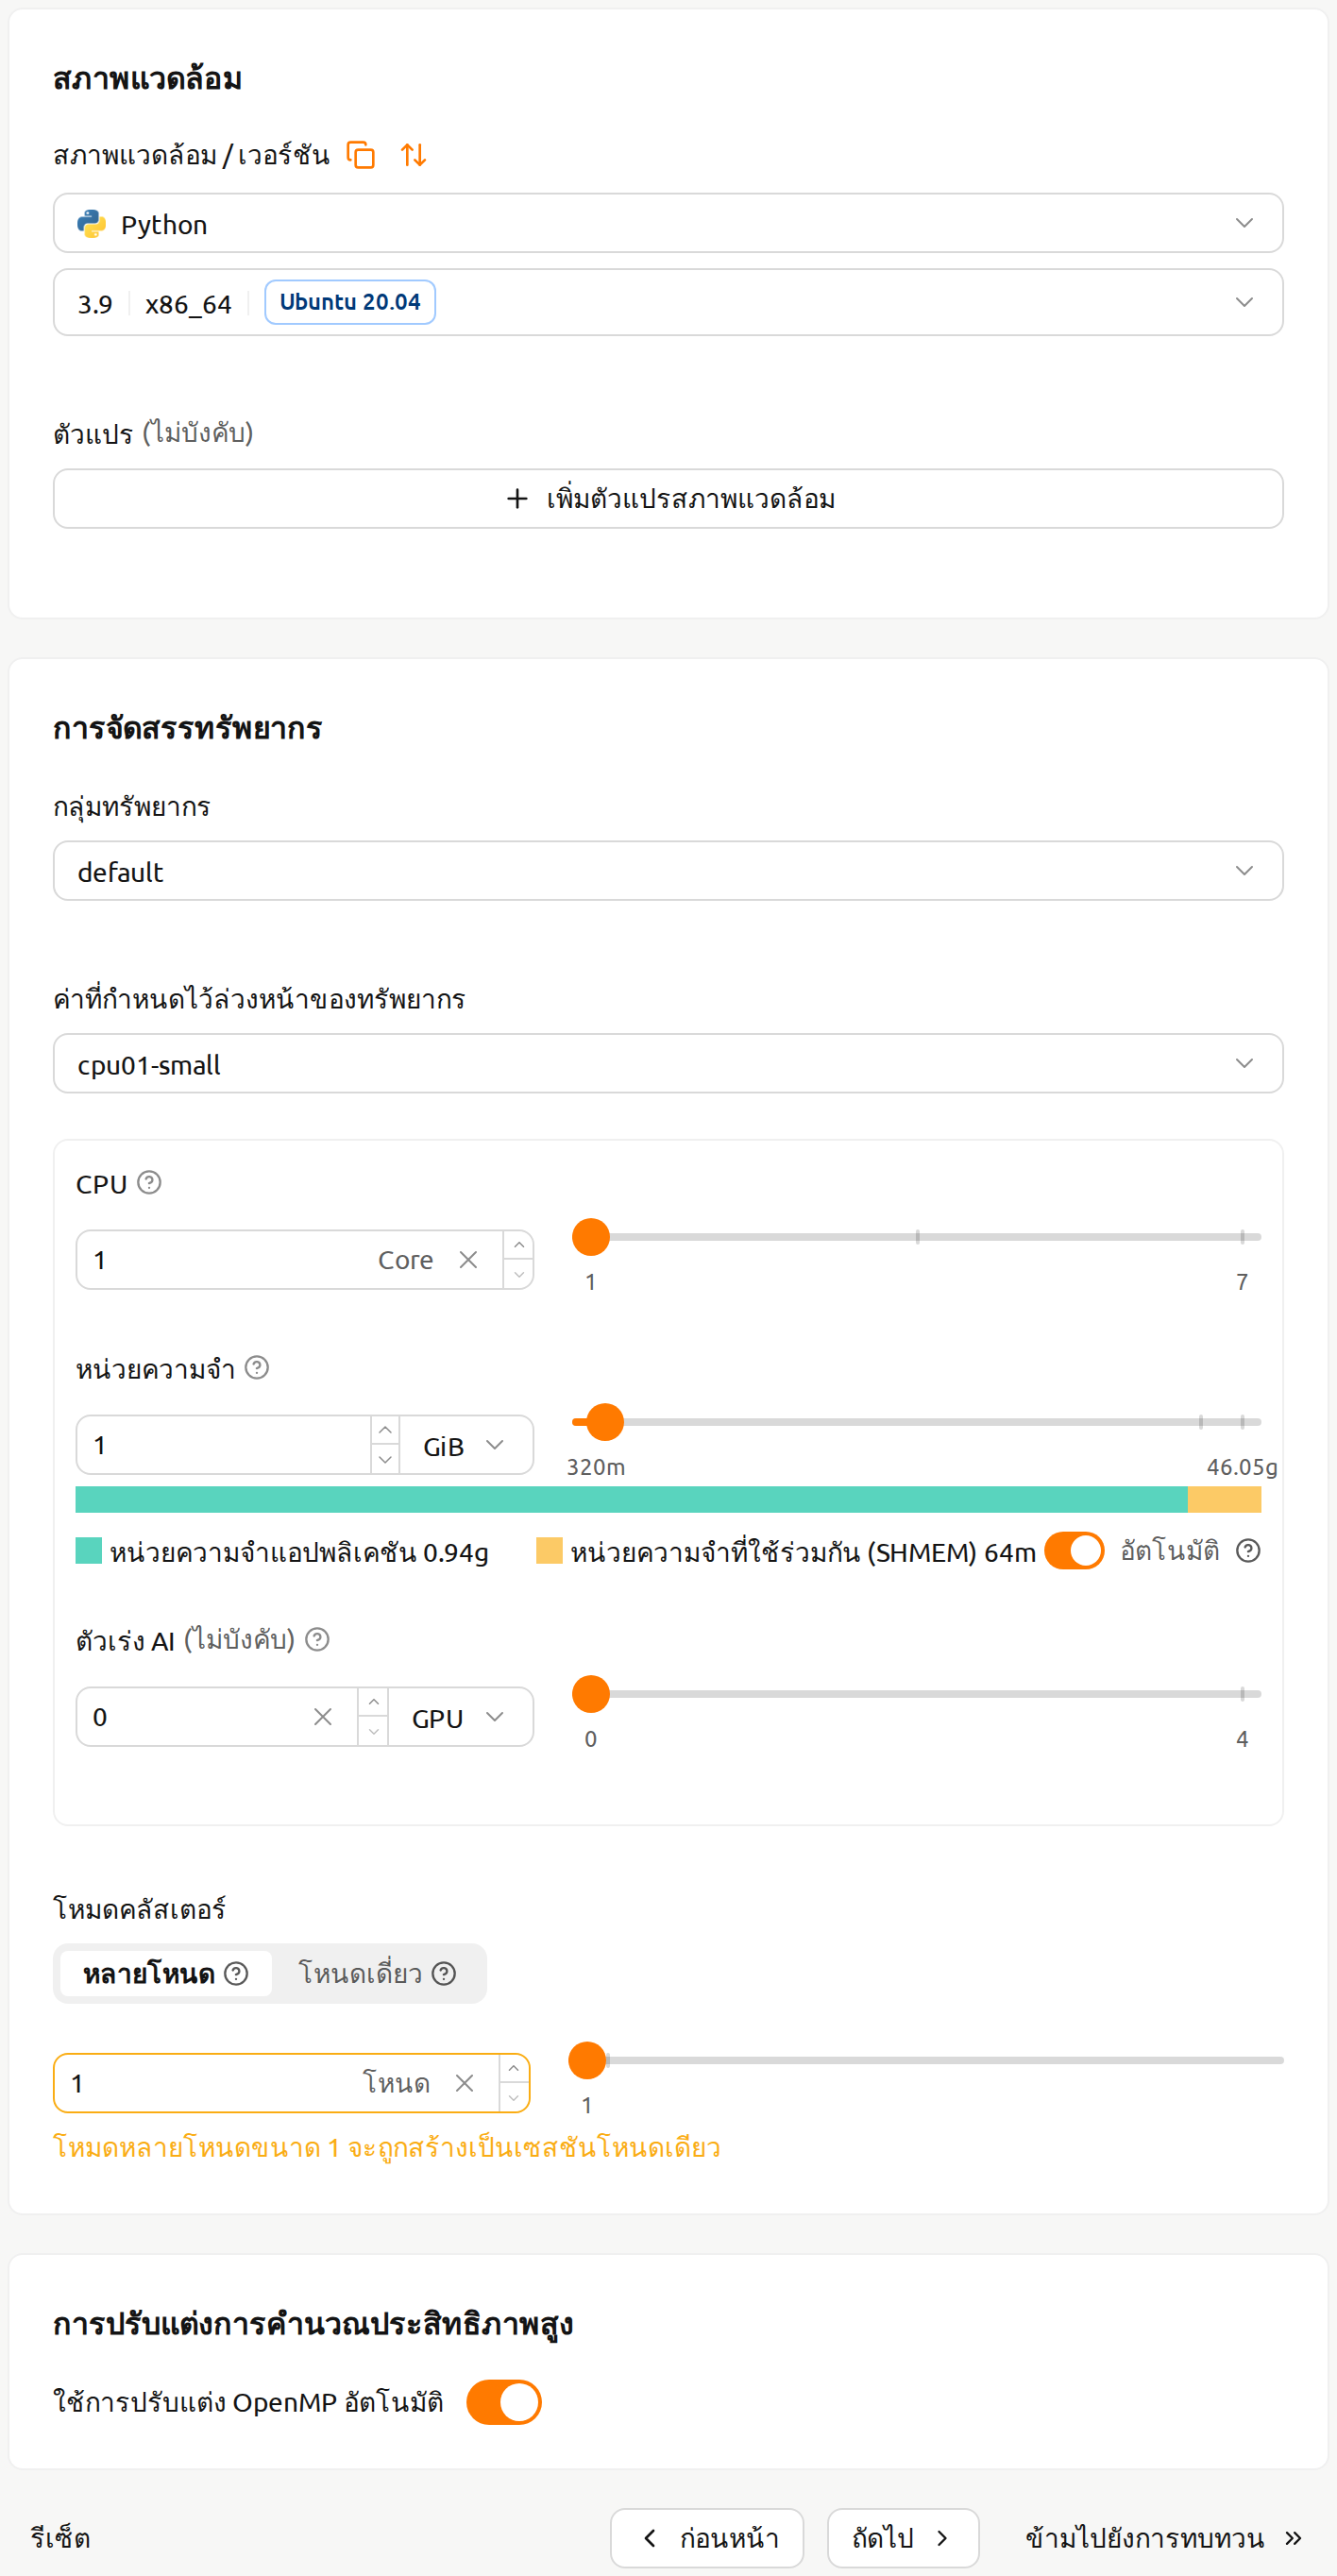 สภาพแวดล้อม
สภาพแวดล้อม / เวอร์ชัน
Python
3.9 x86_64 Ubuntu 20.04
ตัวแปร (ไม่บังคับ)
เพิ่มตัวแปรสภาพแวดล้อม
การจัดสรรทรัพยากร
กลุ่มทรัพยากร
default
ค่าที่กำหนดไว้ล่วงหน้าของทรัพยากร
cpu01-small
CPU
1 Core
1 7
หน่วยความจำ
1 GiB
320m 46.05g
หน่วยความจำแอปพลิเคชัน 0.94g หน่วยความจำที่ใช้ร่วมกัน (SHMEM) 64m อัตโนมัติ
ตัวเร่ง AI (ไม่บังคับ)
0 GPU
0 4
โหมดคลัสเตอร์
หลายโหนด โหนดเดี่ยว
1 โหนด
1
โหมดหลายโหนดขนาด 1 จะถูกสร้างเป็นเซสชันโหนดเดียว
การปรับแต่งการคำนวณประสิทธิภาพสูง
ใช้การปรับแต่ง OpenMP อัตโนมัติ
รีเซ็ต ก่อนหน้า ถัดไป ข้ามไปยังการทบทวน